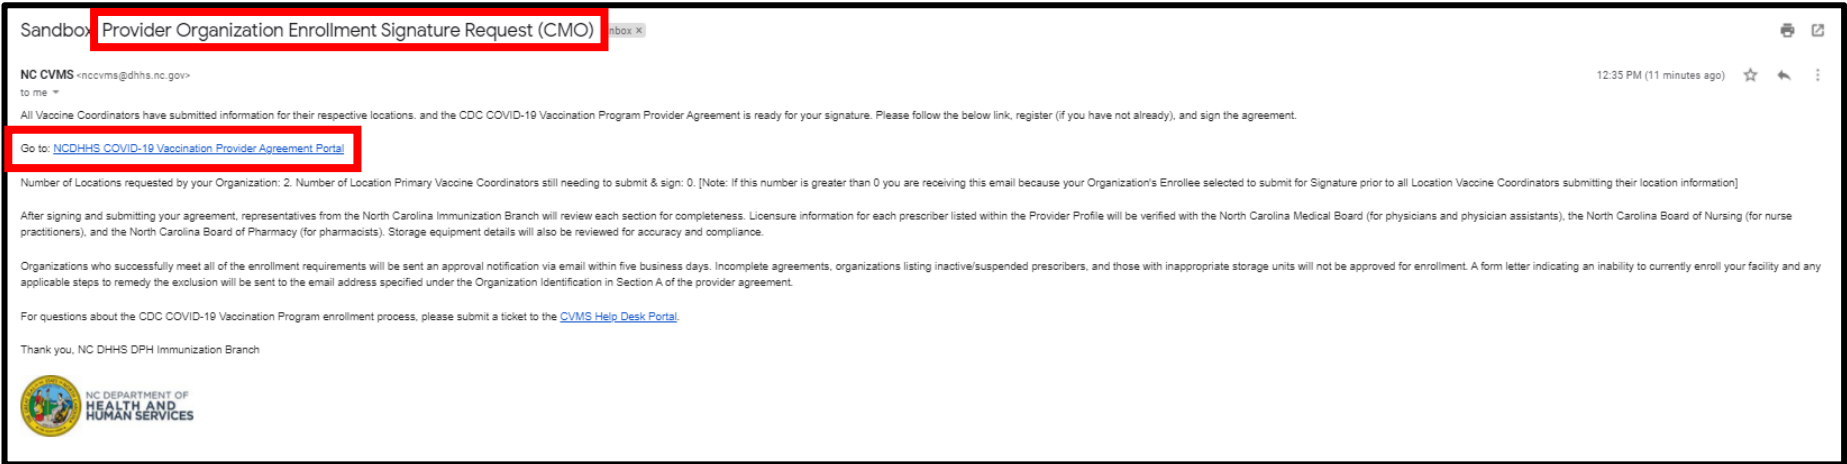 Sandbox Provider Organization Enrollment Signature Request (CMO) nbox ×
NC CVMS <nccvms@dhhs.nc.gov>
12:35 PM (11 minutes ago)
to me
All Vaccine Coordinators have submitted information for their respective locations. and the CDC COVID-19 Vaccination Program Provider Agreement is ready for your signature. Please follow the below link, register (if you have not already), and sign the agreement.
Go to: NCDHHS COVID-19 Vaccination Provider Agreement Portal
Number of Locations requested by your Organization: 2. Number of Location Primary Vaccine Coordinators still needing to submit & sign: 0. [Note: If this number is greater than 0 you are receiving this email because your Organization's Enrollee selected to submit for Signature prior to all Location Vaccine Coordinators submitting their location information]
After signing and submitting your agreement, representatives from the North Carolina Immunization Branch will review each section for completeness. Licensure information for each prescriber listed within the Provider Profile will be verified with the North Carolina Medical Board (for physicians and physician assistants), the North Carolina Board of Nursing (for nurse
practitioners), and the North Carolina Board of Pharmacy (for pharmacists). Storage equipment details will also be reviewed for accuracy and compliance.
Organizations who successfully meet all of the enrollment requirements will be sent an approval notification via email within five business days. Incomplete agreements, organizations listing inactive/suspended prescribers, and those with inappropriate storage units will not be approved for enrollment. A form letter indicating an inability to currently enroll your facility and any
applicable steps to remedy the exclusion will be sent to the email address specified under the Organization Identification in Section A of the provider agreement.
For questions about the CDC COVID-19 Vaccination Program enrollment process, please submit a ticket to the CVMS Help Desk Portal.
Thank you, NC DHHS DPH Immunization Branch
NC DEPARTMENT OF
HEALTH AND
HUMAN SERVICES